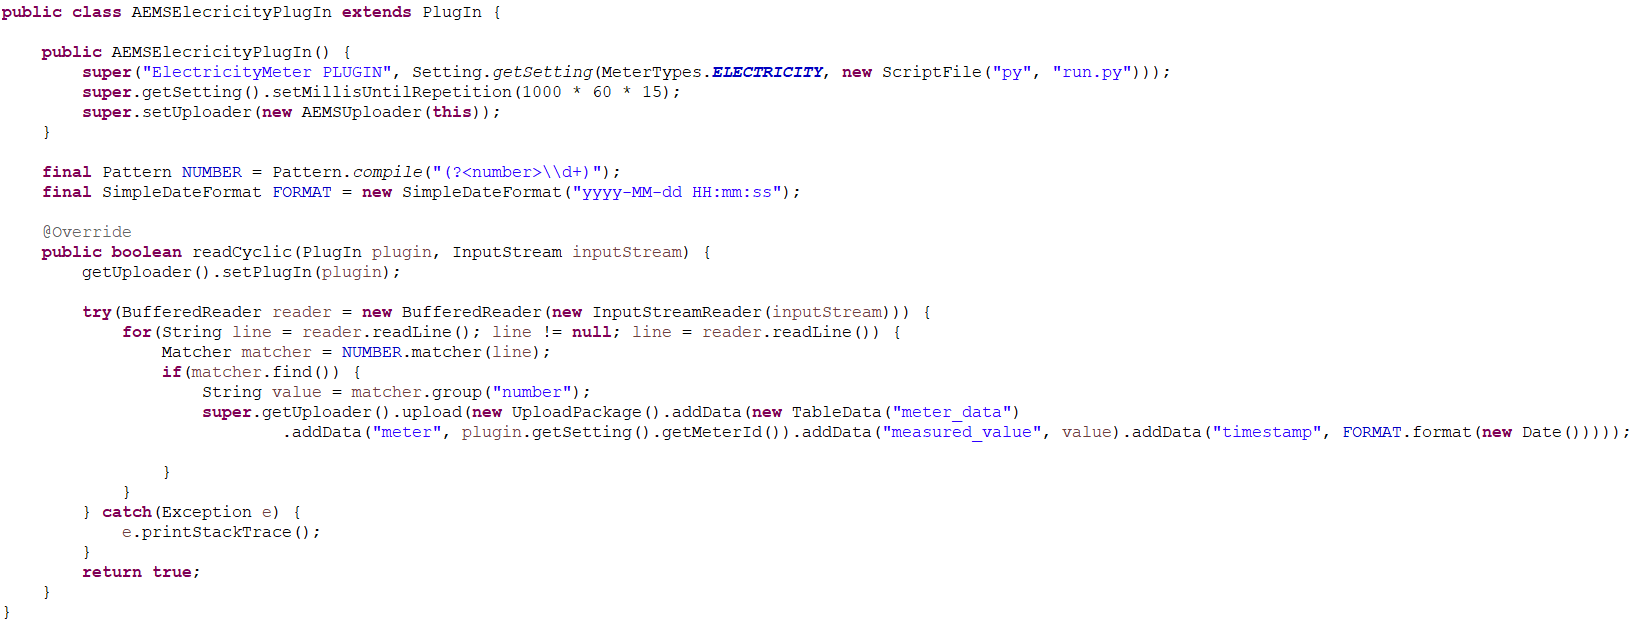 public class AEMSElecricityPlugIn extends PlugIn {
    public AEMSElecricityPlugIn() {
        super("ElectricityMeter PLUGIN", Setting.getSetting(MeterTypes.ELECTRICITY, new ScriptFile("py", "run.py")));
        super.getSetting().setMillisUntilRepetition(1000 * 60 * 15);
        super.setUploader(new AEMSUploader(this));
    }
    final Pattern NUMBER = Pattern.compile("(?<number>\\d+)");
    final SimpleDateFormat FORMAT = new SimpleDateFormat("yyyy-MM-dd HH:mm:ss");
    @Override
    public boolean readCyclic(PlugIn plugin, InputStream inputStream) {
        getUploader().setPlugIn(plugin);
        try(BufferedReader reader = new BufferedReader(new InputStreamReader(inputStream))) {
            for(String line = reader.readLine(); line != null; line = reader.readLine()) {
                Matcher matcher = NUMBER.matcher(line);
                if(matcher.find()) {
                    String value = matcher.group("number");
                    super.getUploader().upload(new UploadPackage().addData(new TableData("meter_data")
                            .addData("meter", plugin.getSetting().getMeterId()).addData("measured_value", value).addData("timestamp", FORMAT.format(new Date()))));
                }
            }
        } catch(Exception e) {
            e.printStackTrace();
        }
        return true;
    }
}